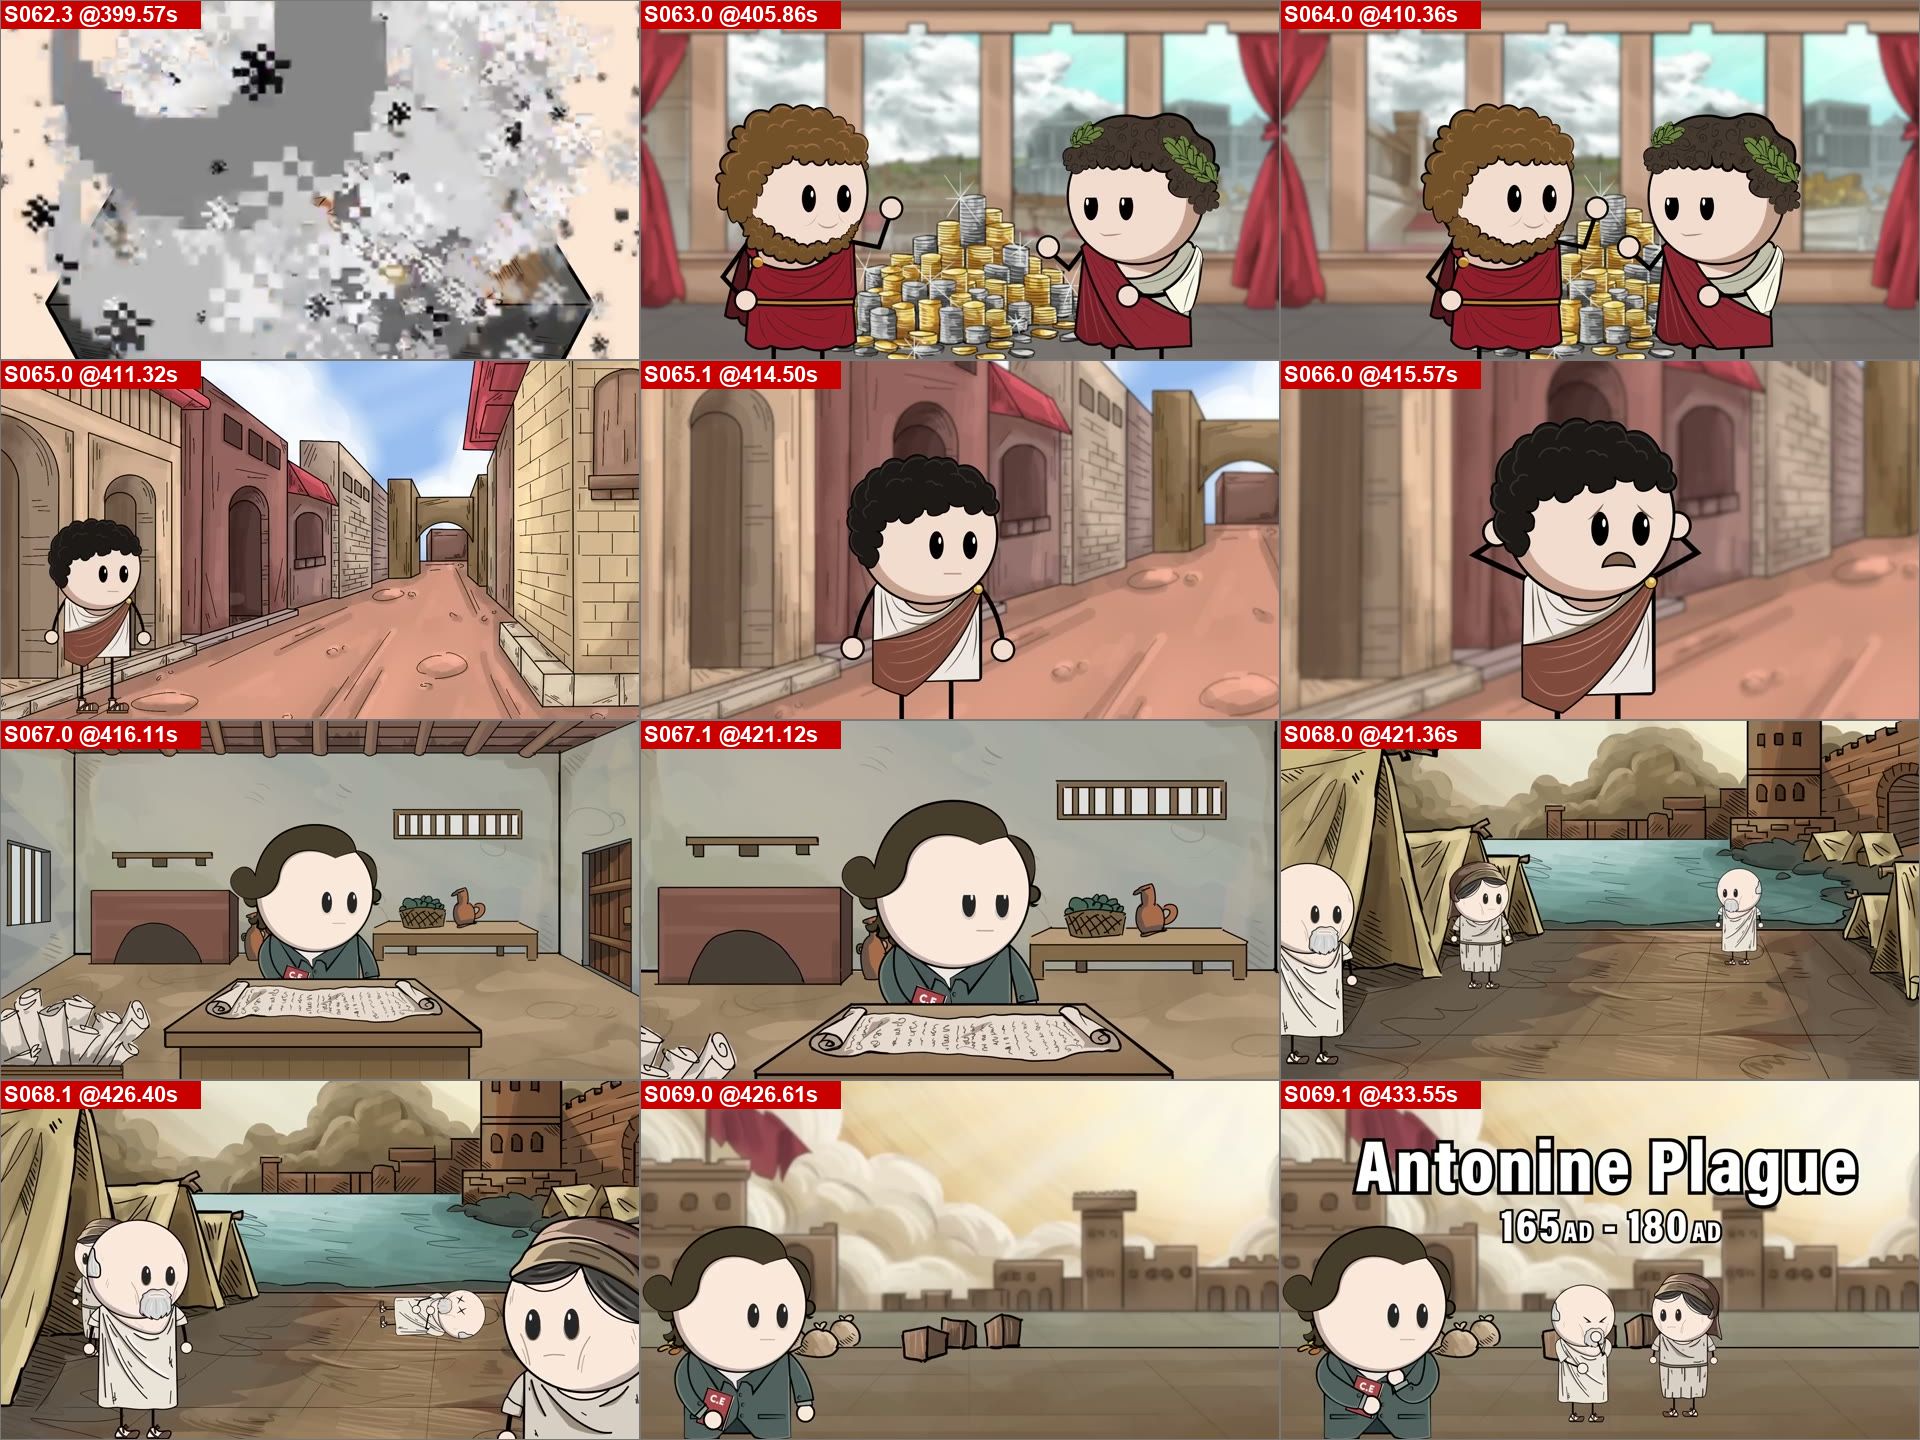 S062.3 @399.57s
S063.0 @405.86s
S064.0 @410.36s
S065.0 @411.32s
S065.1 @414.50s
S066.0 @415.57s
S067.0 @416.11s
S067.1 @421.12s
S068.0 @421.36s
C.E
C.E
S068.1 @426.40s
S069.0 @426.61s
S069.1 @433.55s
Antonine Plague
165AD - 180AD
C.E
C.E